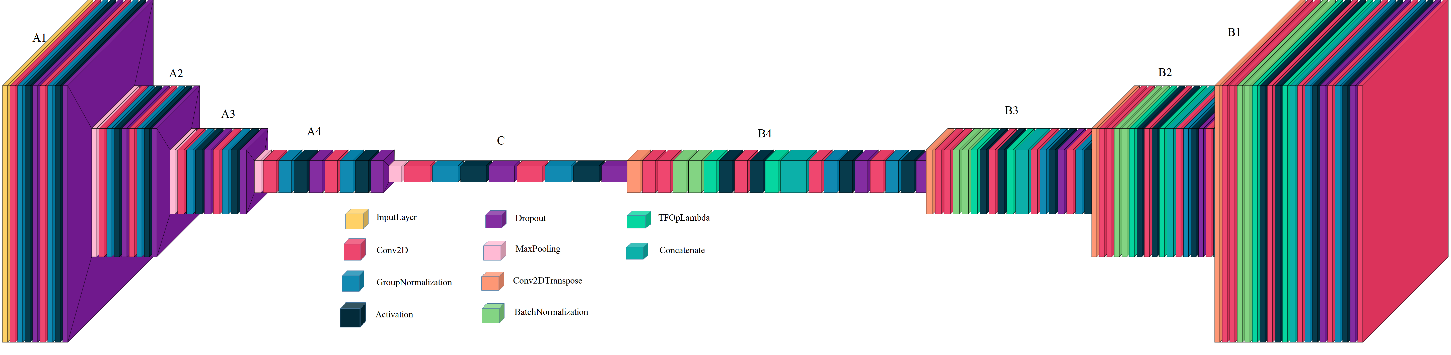 A1
A2
A3
A4
C
B4
B3
B2
B1
InputLayer
Conv2D
GroupNormalization
Activation
Dropout
MaxPooling
Conv2DTranspose
BatchNormalization
TFOpLambda
Concatenate